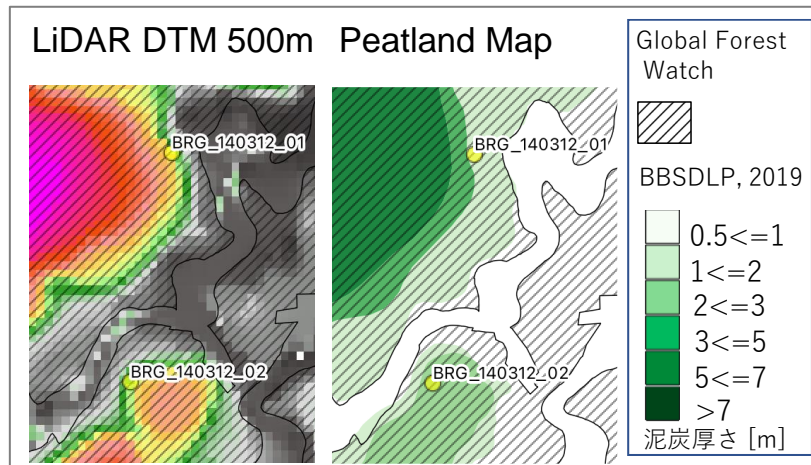 LiDAR DTM 500m
Peatland Map
BRG_140312_01
BRG_140312_02
BRG_140312_01
BRG_140312_02
Global Forest
Watch
BBSDLP, 2019
0.5<=1
1<=2
2<=3
3<=5
5<=7
>7
泥炭厚さ [m]